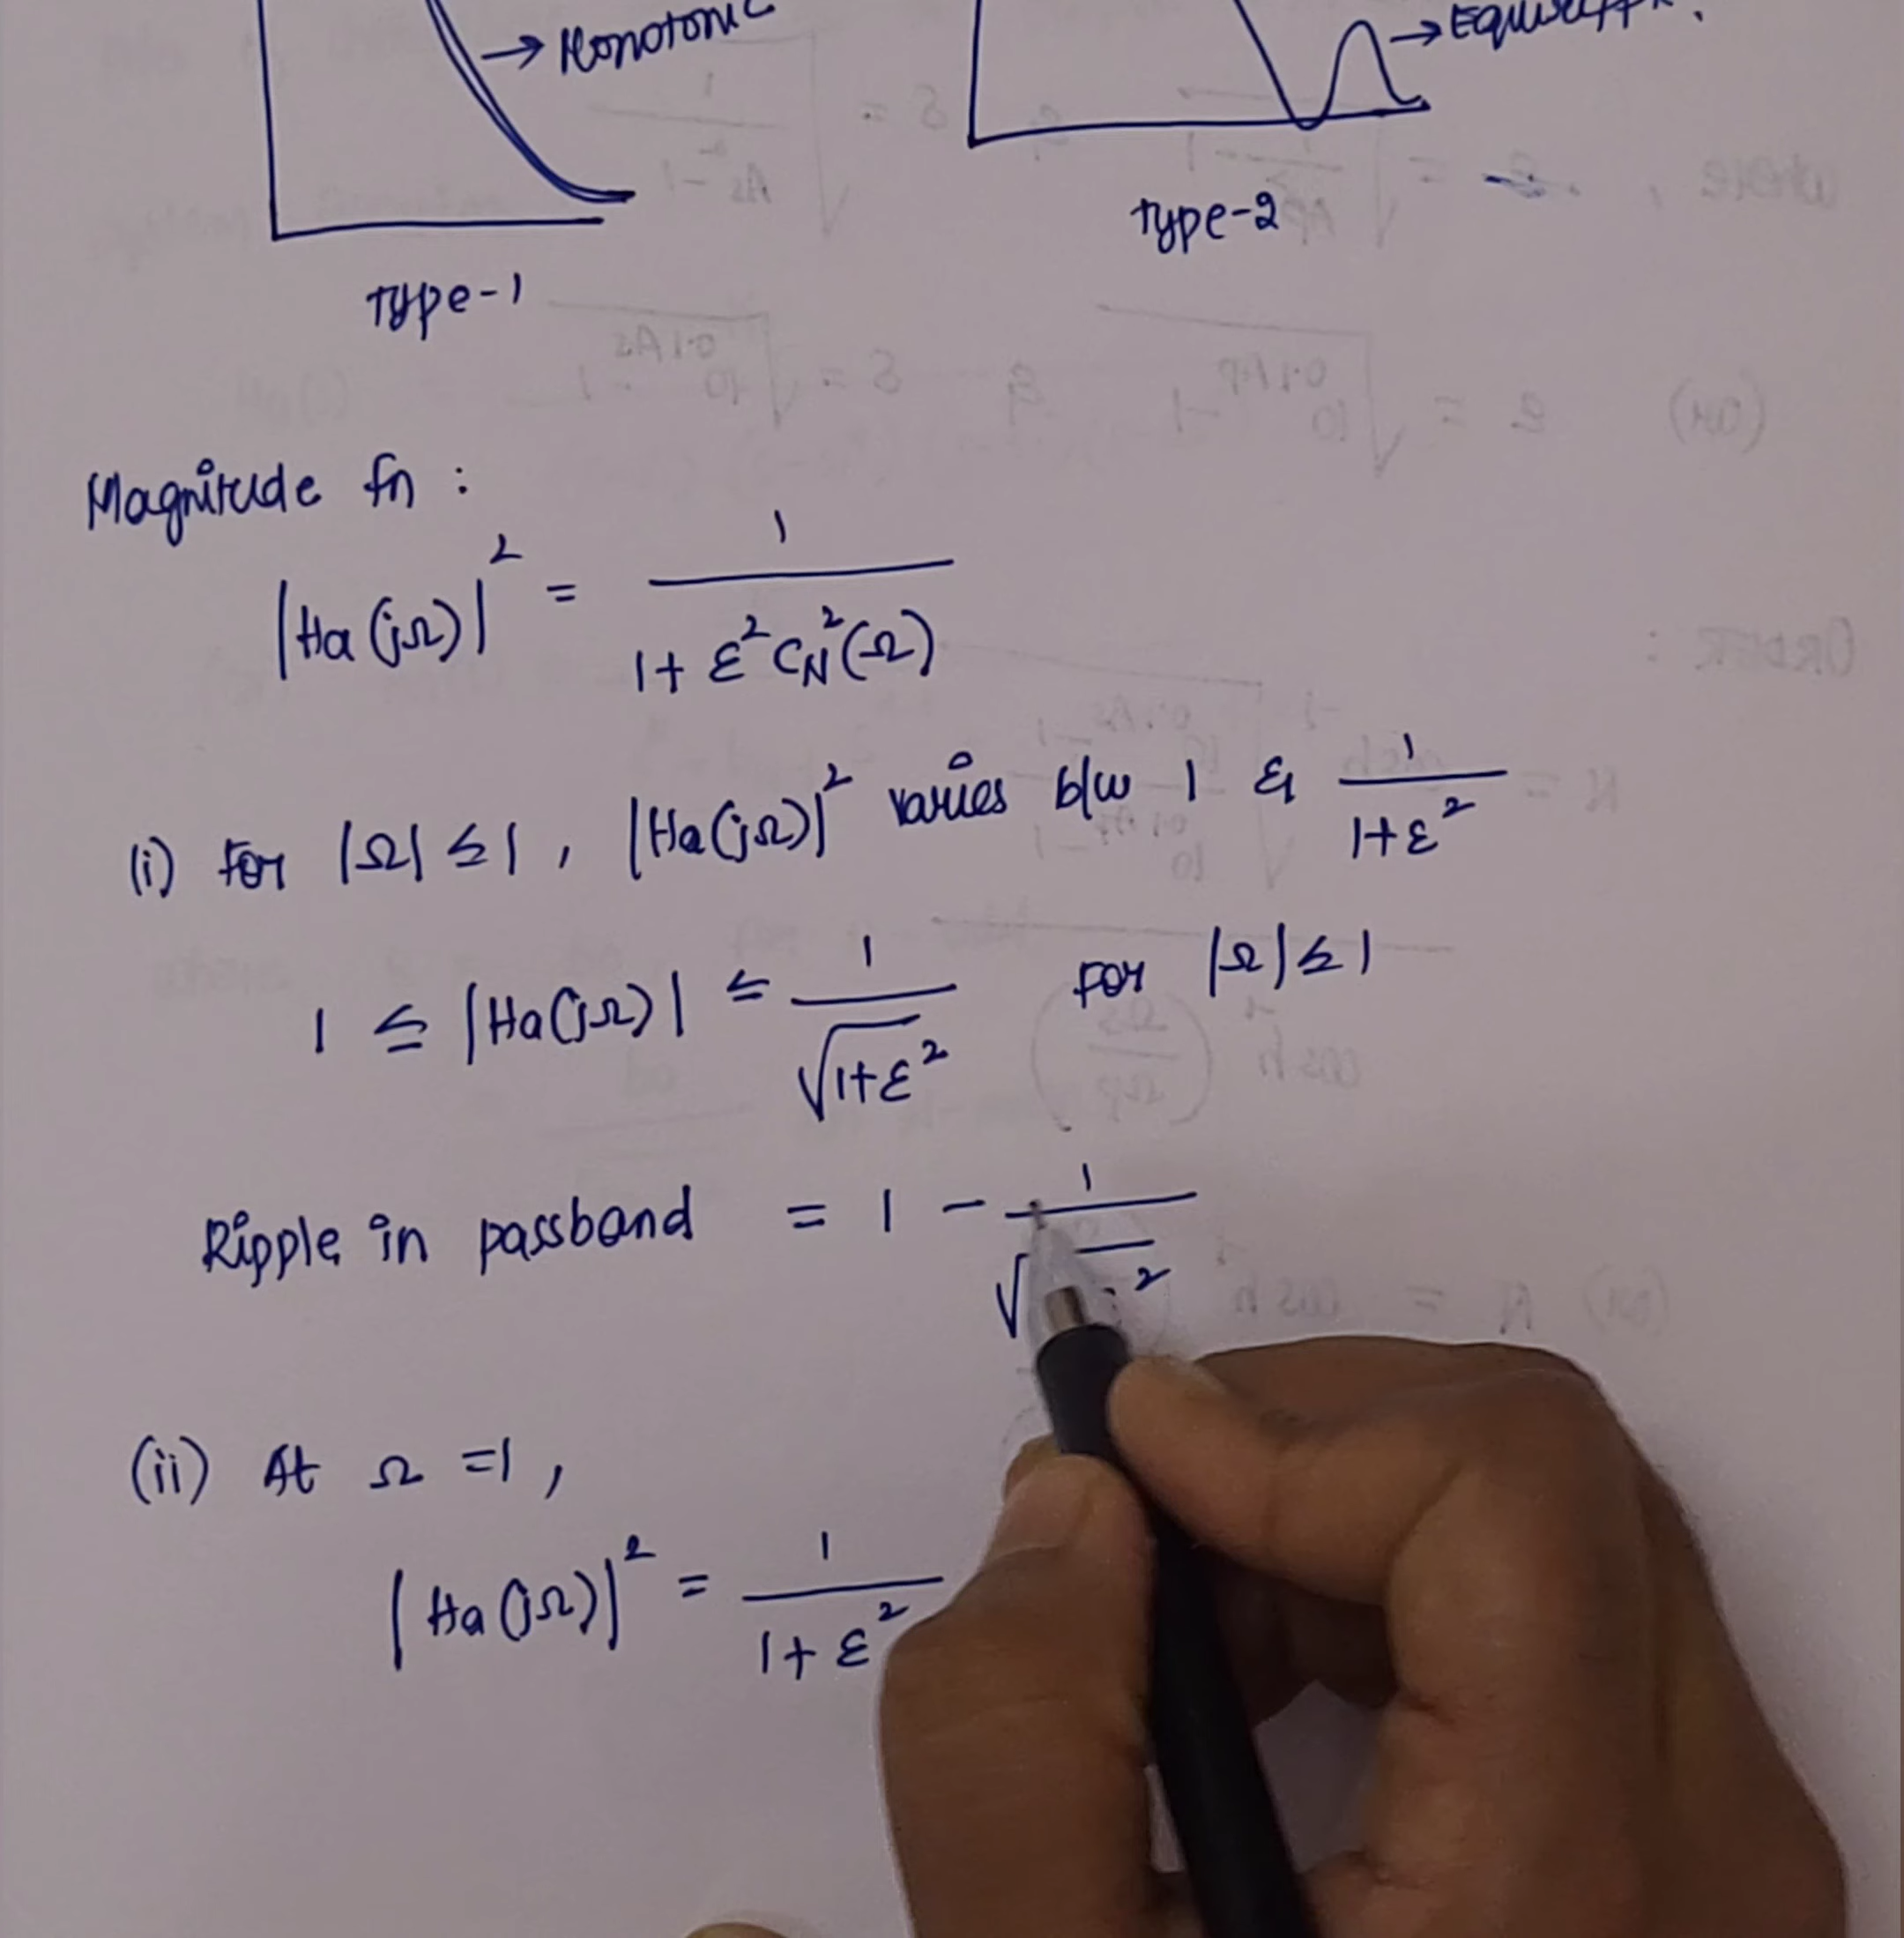 → Monotonic → Equiripple.
Type-1 Type-2
Magnitude fn :
|Ha(jΩ)|² = 1 / (1 + ε² C_N²(Ω))
(i) For |Ω| ≤ 1, |Ha(jΩ)|² varies b/w 1 & 1 / (1+ε²)
1 ≤ |Ha(jΩ)| ≤ 1 / √(1+ε²) for |Ω| ≤ 1
Ripple in passband = 1 - 1 / √ ²
(ii) At Ω = 1,
|Ha(jΩ)|² = 1 / (1 + ε²)